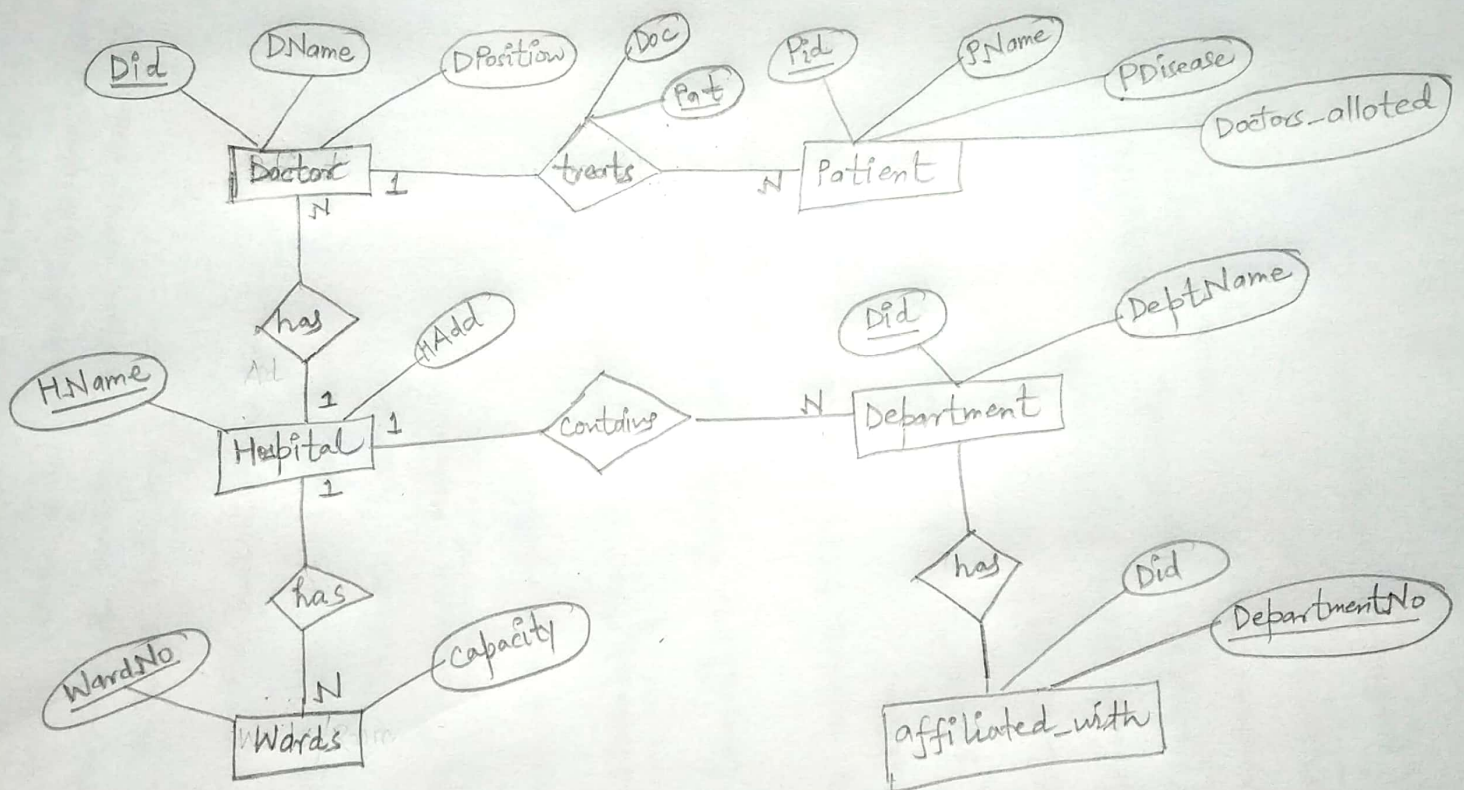 Did
DName
DPosition
Doc
Pat
Pid
PName
PDisease
Doctors_alloted
Doctor
1
treats
N
Patient
N
has
HName
HAdd
1
Hospital
1
1
contains
N
Department
Did
DeptName
has
WardNo
capacity
N
Wards
has
Did
DepartmentNo
affiliated_with